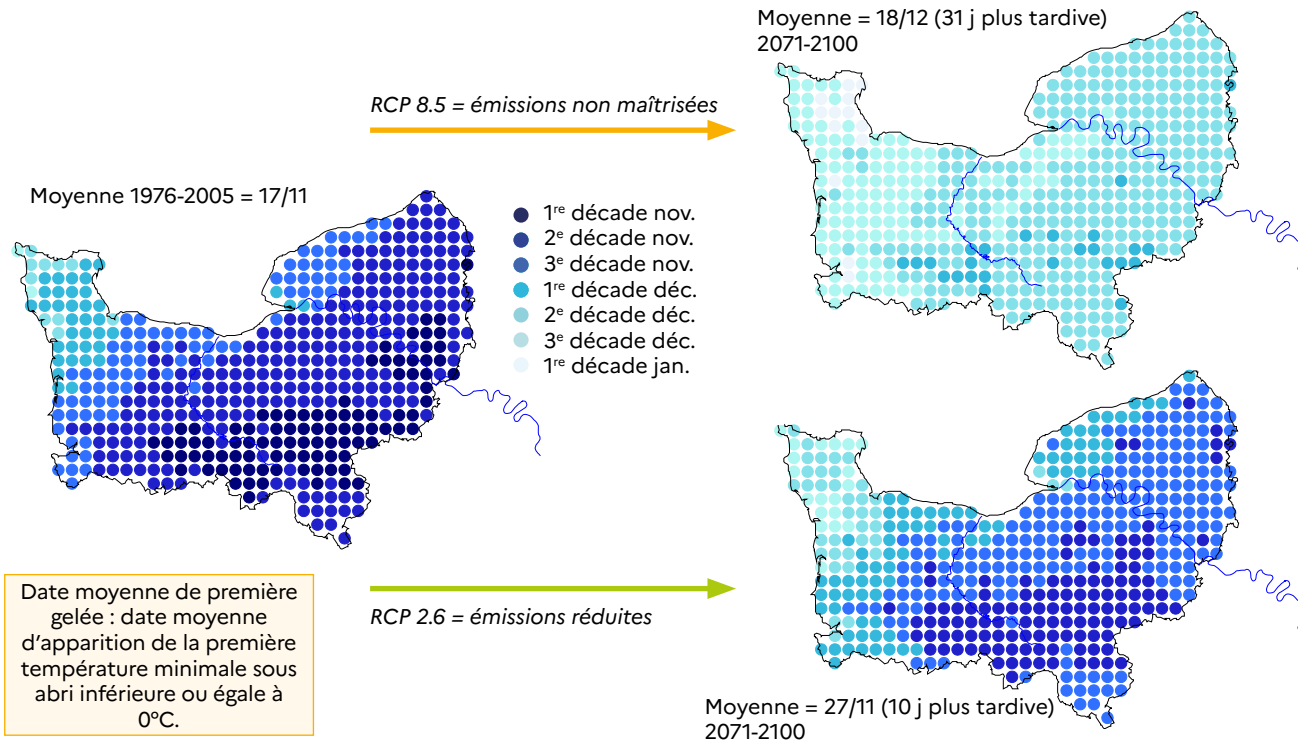 Moyenne = 18/12 (31 j plus tardive)
2071-2100
RCP 8.5 = émissions non maîtrisées
Moyenne 1976-2005 = 17/11
1re décade nov.
2e décade nov.
3e décade nov.
1re décade déc.
2e décade déc.
3e décade déc.
1re décade jan.
Date moyenne de première
gelée : date moyenne
d'apparition de la première
température minimale sous
abri inférieure ou égale à
0°C.
RCP 2.6 = émissions réduites
Moyenne = 27/11 (10 j plus tardive)
2071-2100